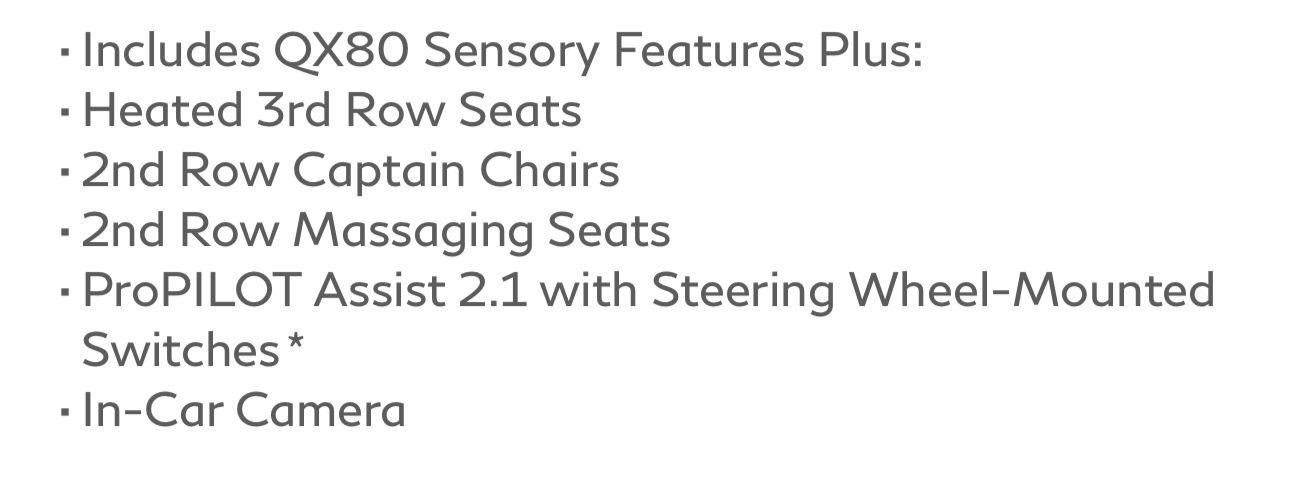 · Includes QX80 Sensory Features Plus:
· Heated 3rd Row Seats
· 2nd Row Captain Chairs
· 2nd Row Massaging Seats
· ProPILOT Assist 2.1 with Steering Wheel-Mounted
Switches *
· In-Car Camera